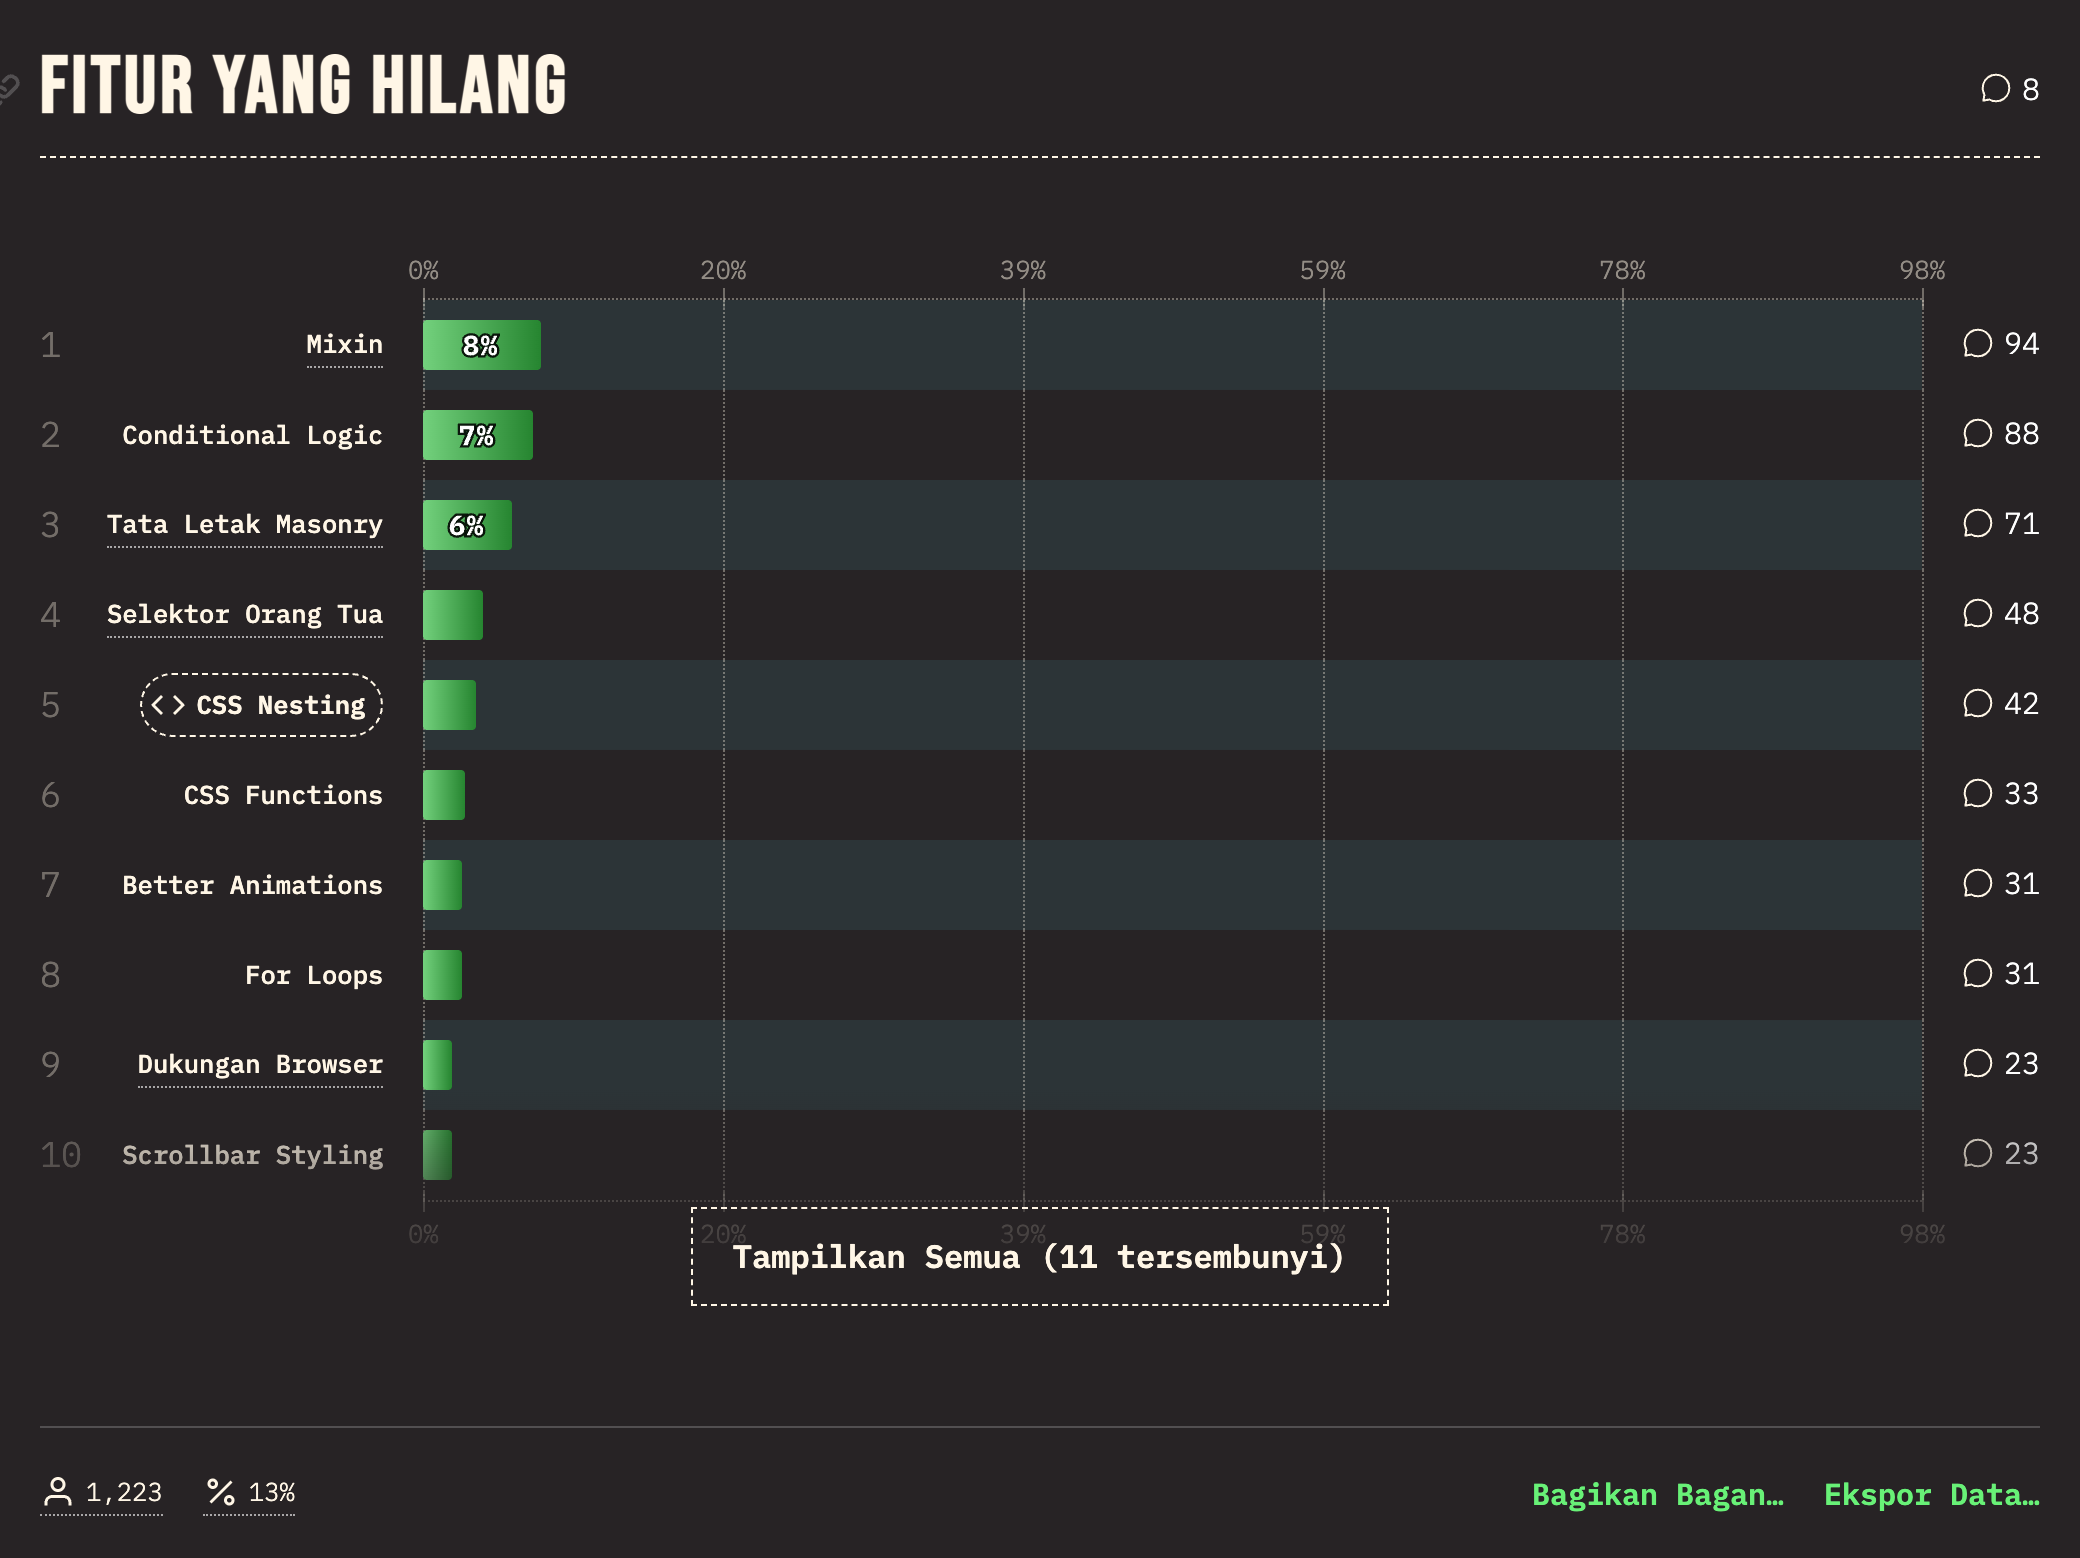 FITUR YANG HILANG
8
0% 20% 39% 59% 78% 98%
1 Mixin 8% 94
2 Conditional Logic 7% 88
3 Tata Letak Masonry 6% 71
4 Selektor Orang Tua 48
5 <> CSS Nesting 42
6 CSS Functions 33
7 Better Animations 31
8 For Loops 31
9 Dukungan Browser 23
10 Scrollbar Styling 23
0% 20% 39% 59% 78% 98%
Tampilkan Semua (11 tersembunyi)
1,223 % 13% Bagikan Bagan… Ekspor Data…